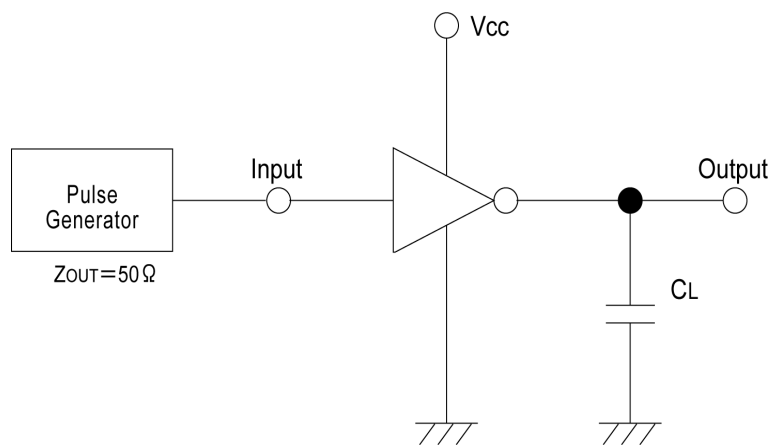 Vcc
Input
Output
Pulse
Generator
ZOUT=50Ω
CL